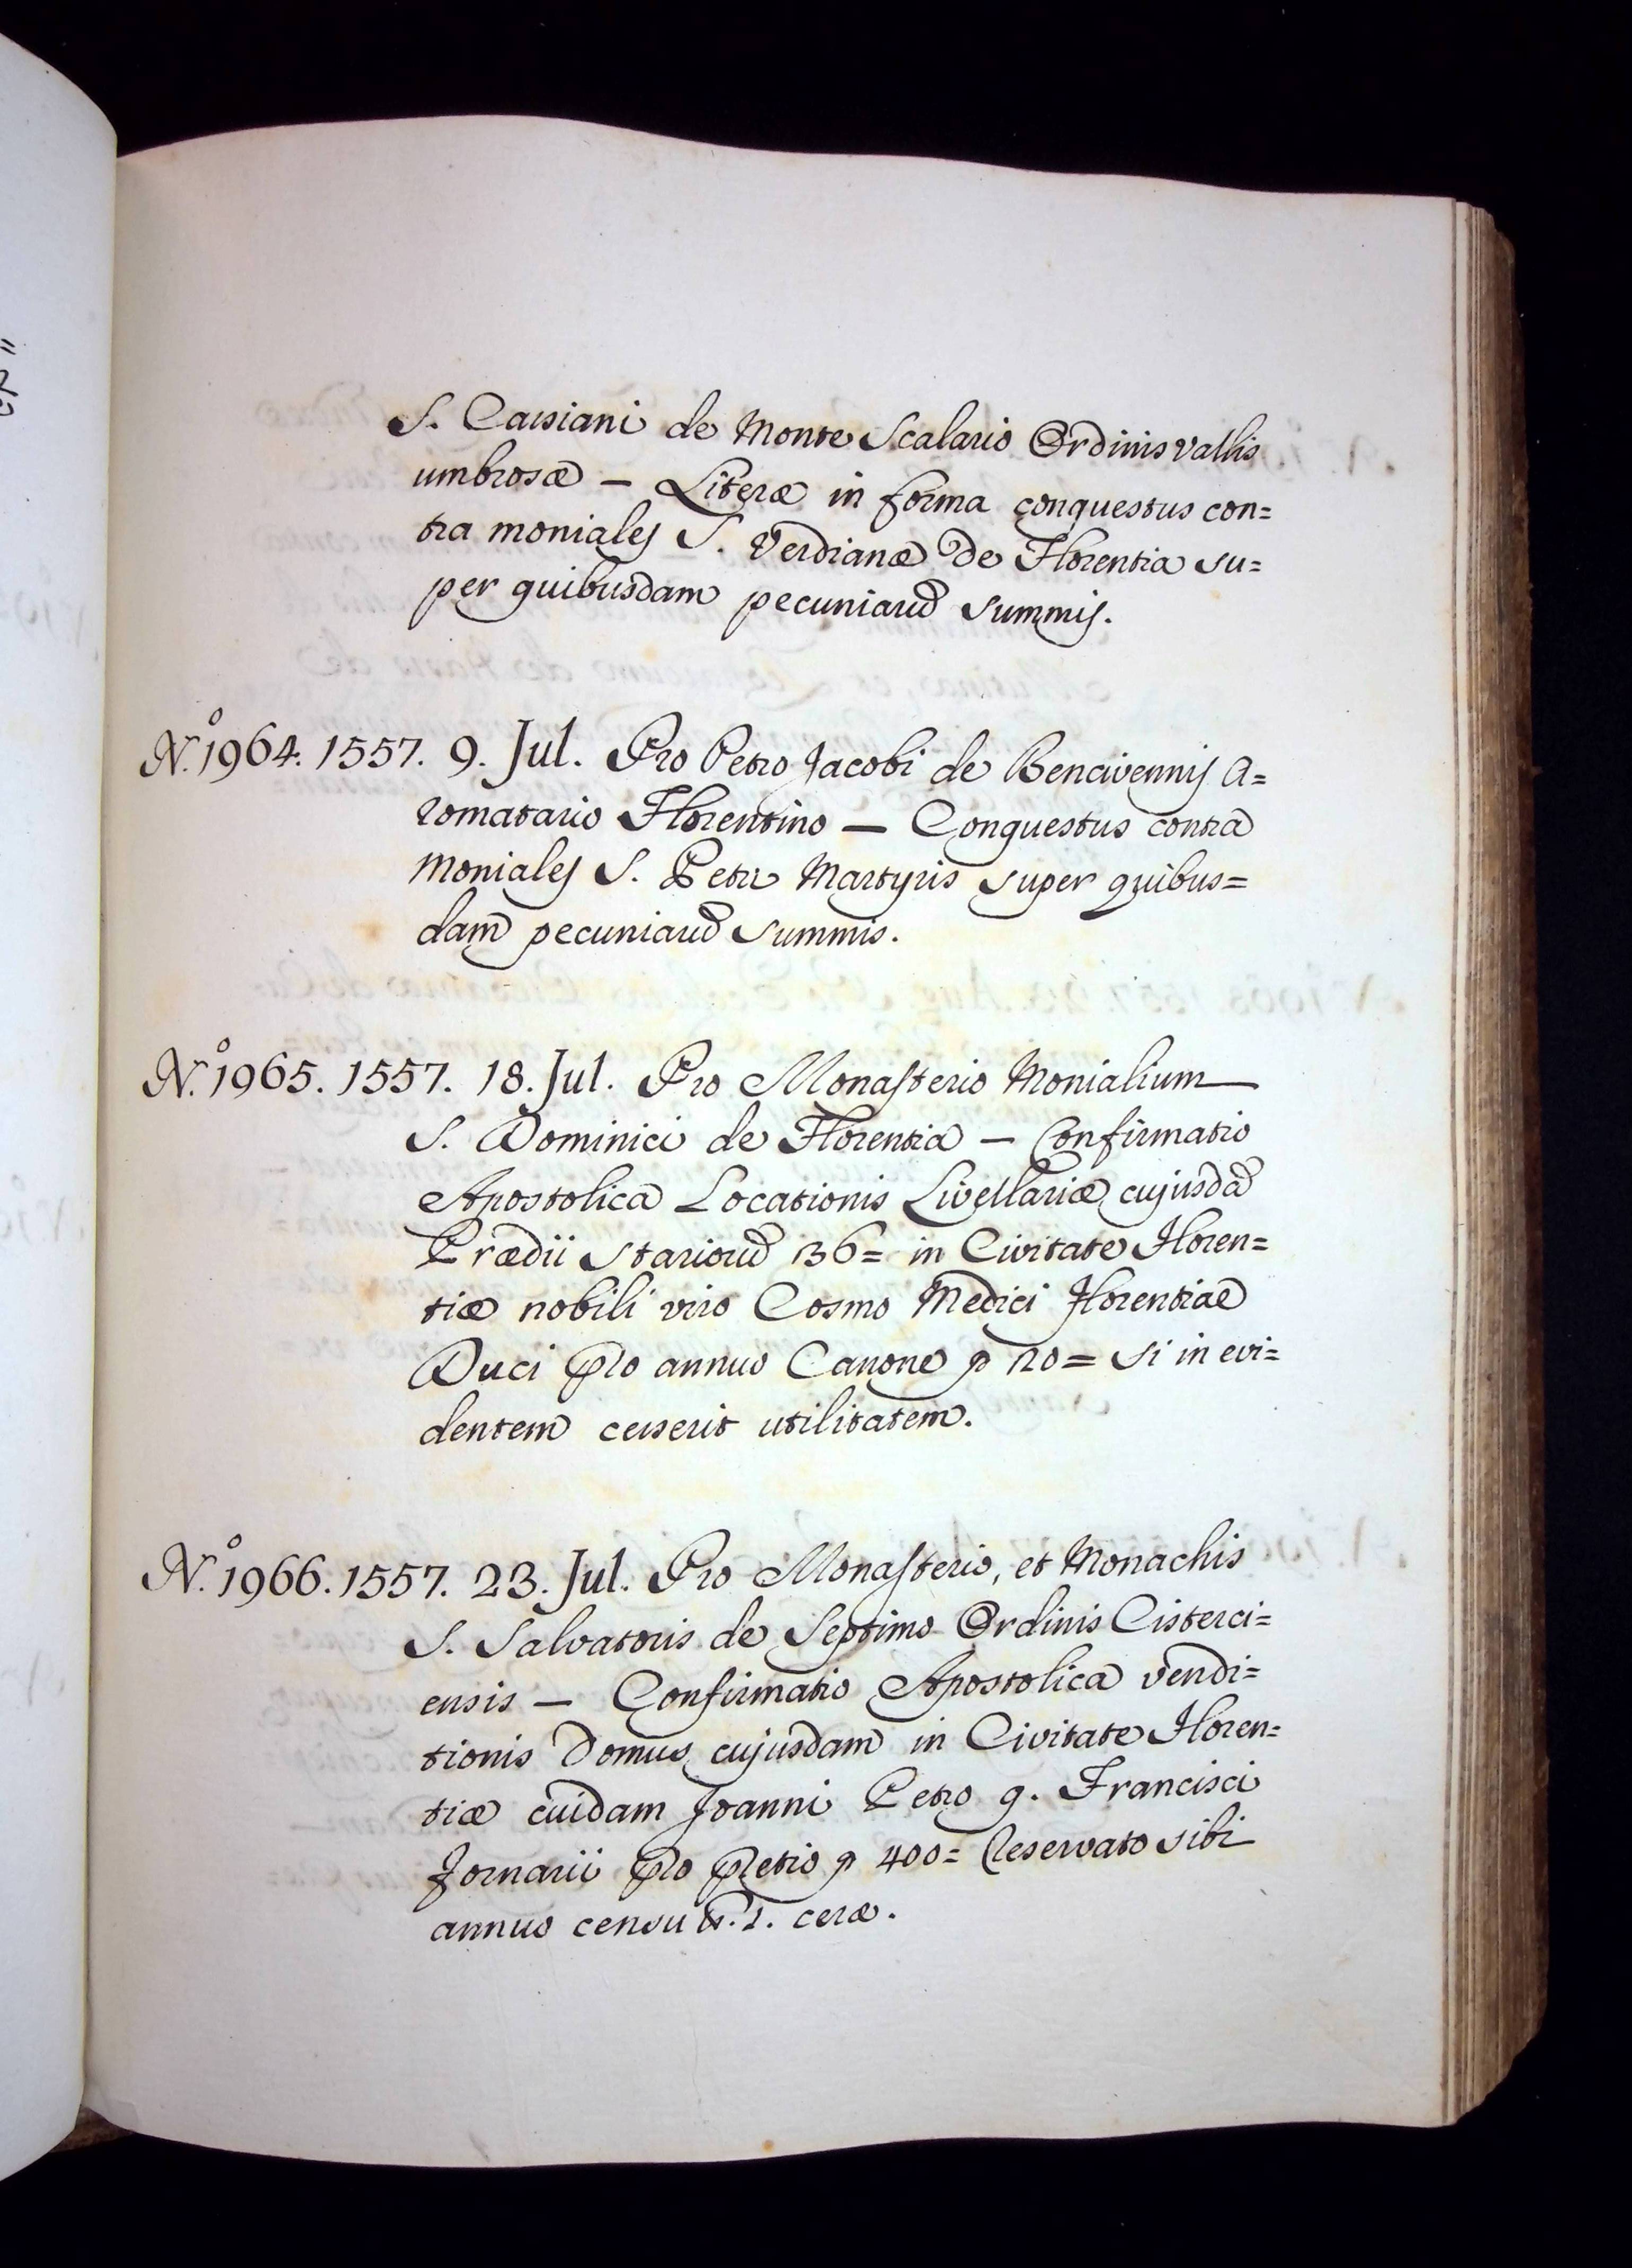 S. Cassiani de Monte Scalario Ordinis Vallis
umbrosæ – Literæ in forma conquestus con=
tra moniales S. Verdianæ de Florentia su=
per quibusdam pecuniarũ summis.
N.º 1964. 1557. 9. Jul. Pro Petro Jacobi de Bencivennis A=
romatario Florentino — Conquestus contra
Moniales S. Petri Martyris super quibus=
dam pecuniarũ summis.
N.º 1965. 1557. 18. Jul. Pro Monasterio Monialium
S. Dominici de Florentia – Confirmatio
Apostolica Locationis Livellariæ cujusdã
Prædii Stariorũ 136= in Civitate Floren=
tiæ nobili viro Cosmo Medici Florentiæ
Duci pro annuo Canone 120= si in evi=
dentem cesserit utilitatem.
N.º 1966. 1557. 23. Jul. Pro Monasterio, et Monachis
S. Salvatoris de Septimo Ordinis Cisterci=
ensis – Confirmatio Apostolica vendi=
tionis Domus cujusdam in Civitate Floren=
tiæ cuidam Joanni Petro q. Francisci
Fornarii pro pretio 400= Reservato sibi
annuo censu 1. ceræ.